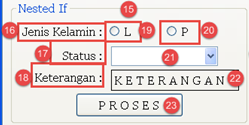 Nested If
15
16 Jenis Kelamin : L 19 P 20
17 Status : 21
18 Keterangan : KETERANGAN 22
PROSES 23